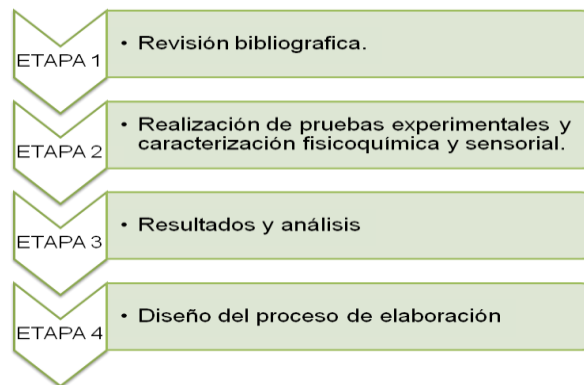 ETAPA 1
• Revisión bibliografica.
ETAPA 2
• Realización de pruebas experimentales y
caracterización fisicoquímica y sensorial.
ETAPA 3
• Resultados y análisis
ETAPA 4
• Diseño del proceso de elaboración